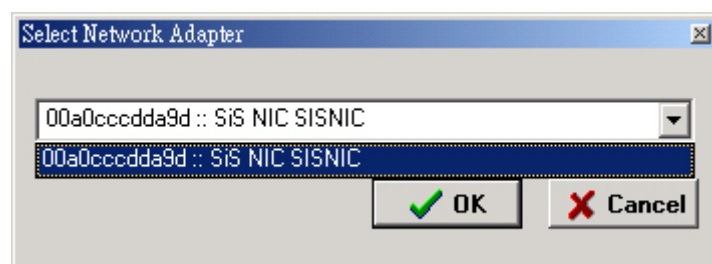 Select Network Adapter
00a0cccdda9d :: SiS NIC SISNIC
00a0cccdda9d :: SiS NIC SISNIC
OK Cancel